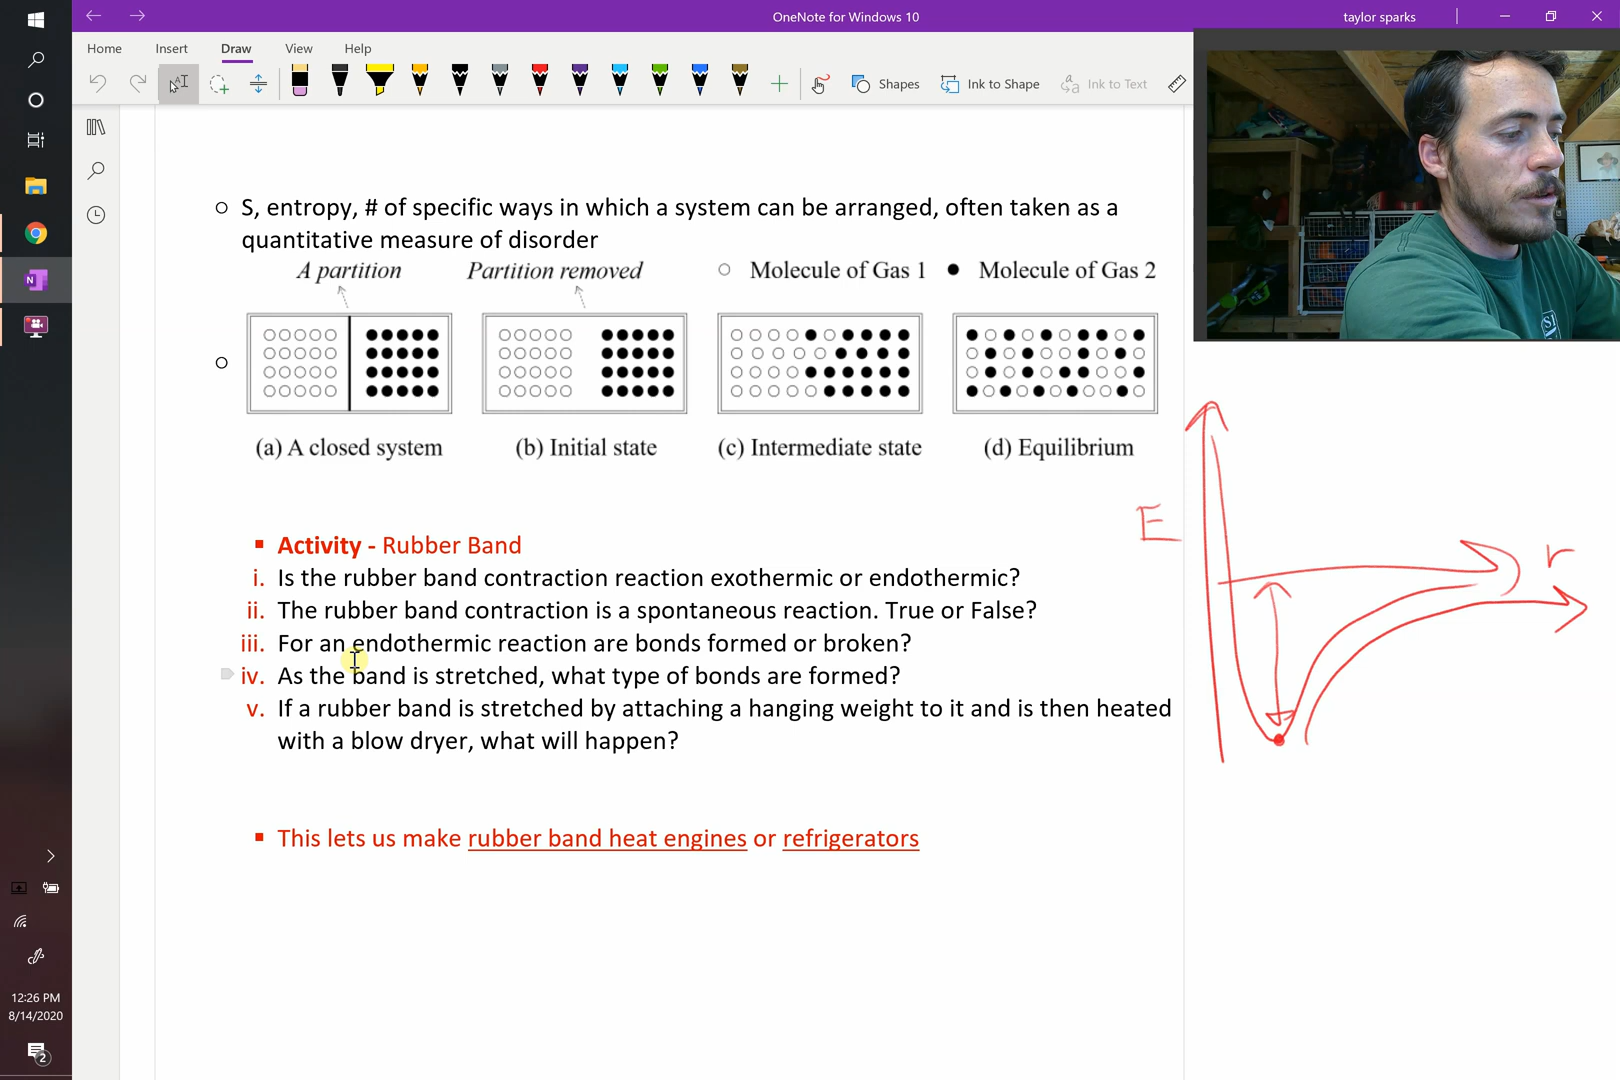 OneNote for Windows 10
taylor sparks
Home Insert Draw View Help
Shapes Ink to Shape Ink to Text
S, entropy, # of specific ways in which a system can be arranged, often taken as a
quantitative measure of disorder
A partition Partition removed Molecule of Gas 1 Molecule of Gas 2
(a) A closed system (b) Initial state (c) Intermediate state (d) Equilibrium
E
r
Activity - Rubber Band
i. Is the rubber band contraction reaction exothermic or endothermic?
ii. The rubber band contraction is a spontaneous reaction. True or False?
iii. For an endothermic reaction are bonds formed or broken?
iv. As the band is stretched, what type of bonds are formed?
v. If a rubber band is stretched by attaching a hanging weight to it and is then heated
with a blow dryer, what will happen?
This lets us make rubber band heat engines or refrigerators
12:26 PM
8/14/2020
2